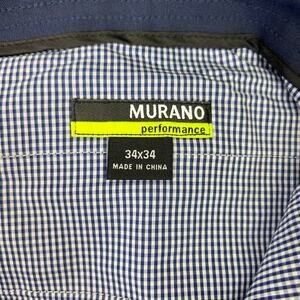 MURANO
performance
34x34
MADE IN CHINA